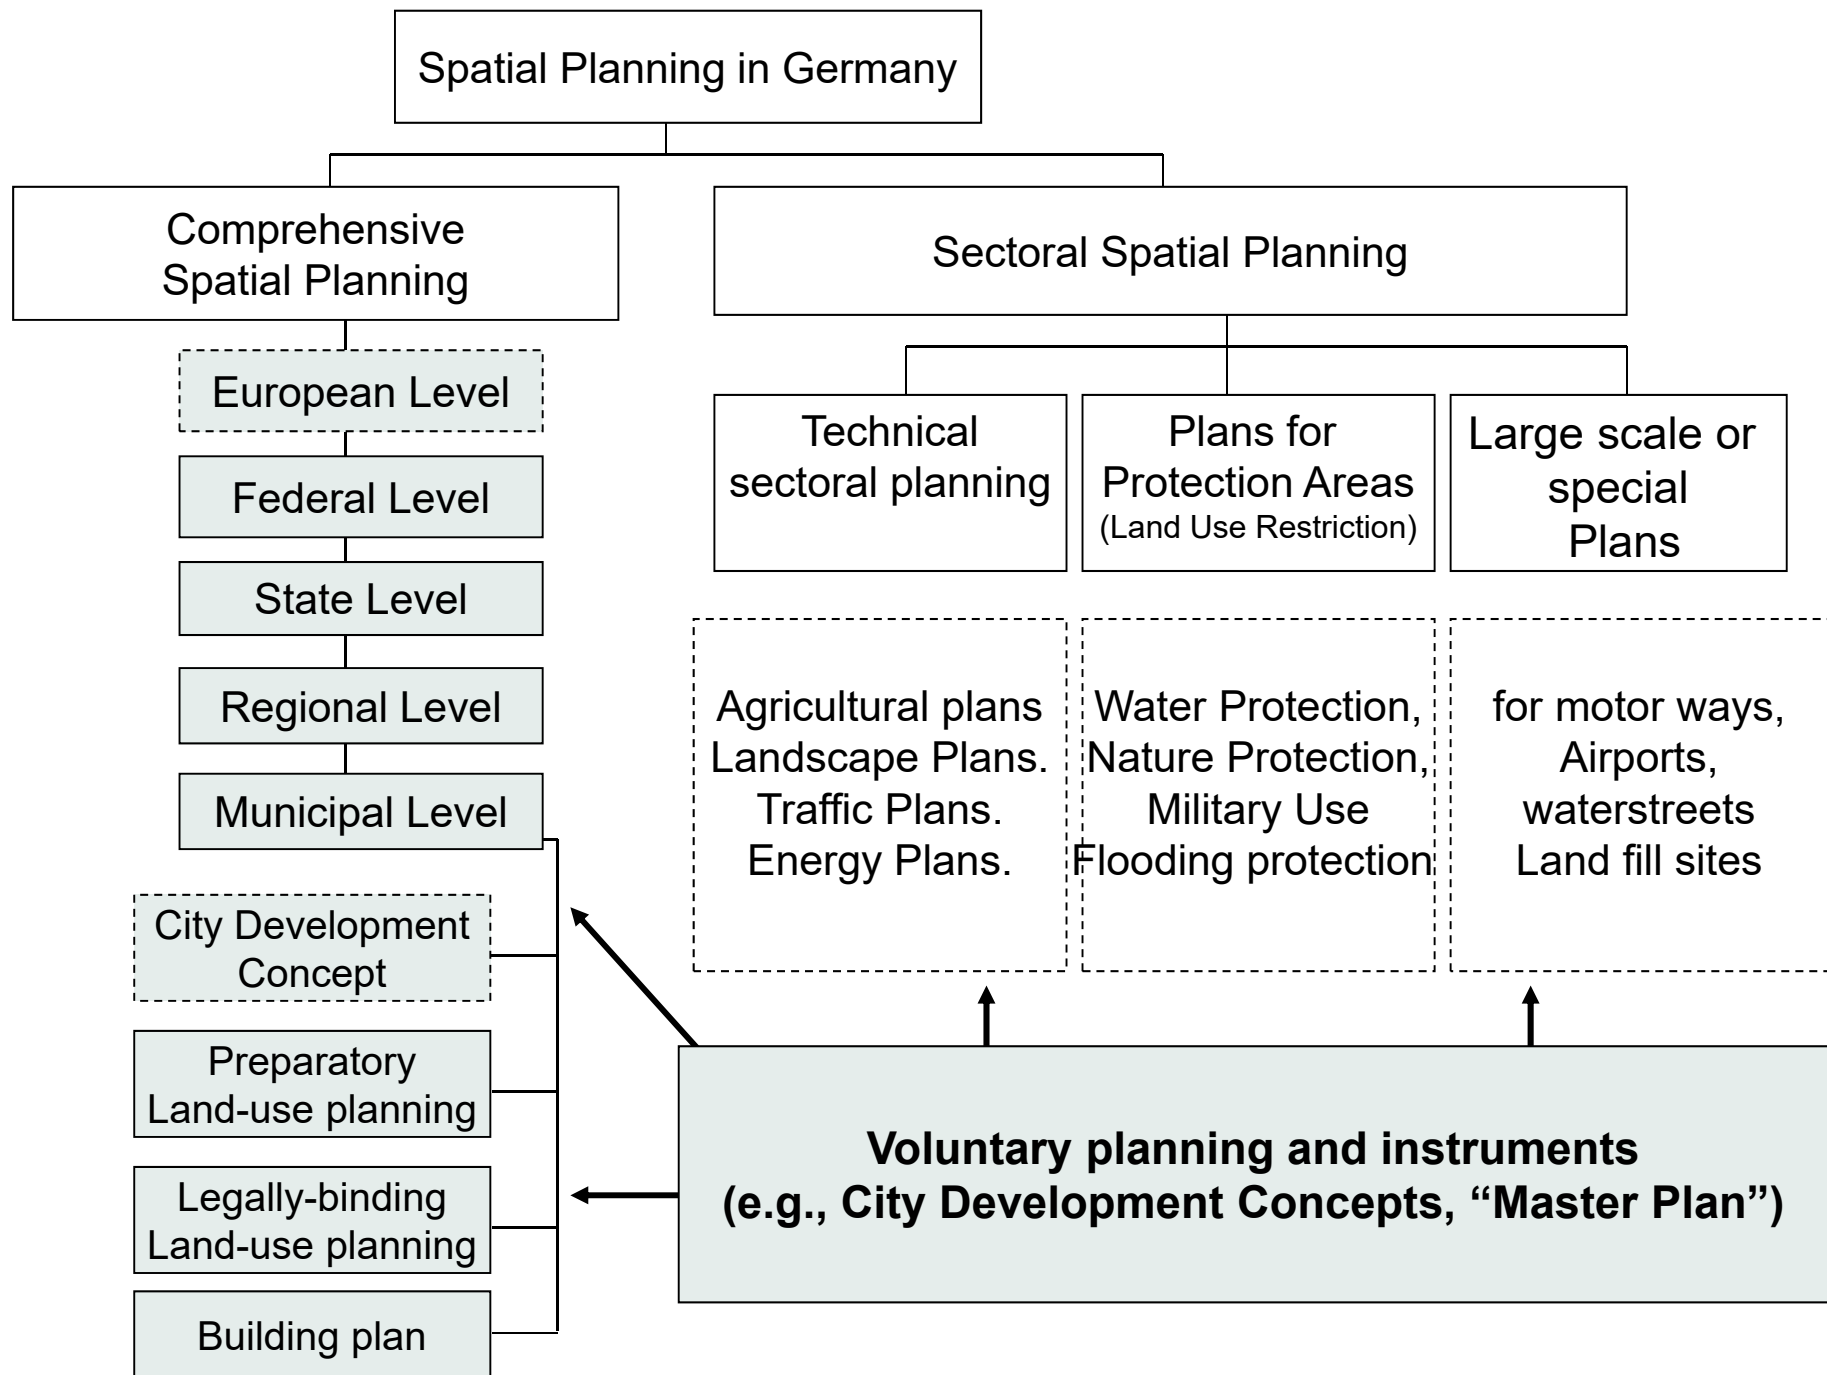 Spatial Planning in Germany
Comprehensive
Spatial Planning
Sectoral Spatial Planning
European Level
Federal Level
State Level
Regional Level
Municipal Level
City Development
Concept
Preparatory
Land-use planning
Legally-binding
Land-use planning
Building plan
Technical
sectoral planning
Plans for
Protection Areas
(Land Use Restriction)
Large scale or
special
Plans
Agricultural plans
Landscape Plans.
Traffic Plans.
Energy Plans.
Water Protection,
Nature Protection,
Military Use
Flooding protection
for motor ways,
Airports,
waterstreets
Land fill sites
Voluntary planning and instruments
(e.g., City Development Concepts, “Master Plan”)